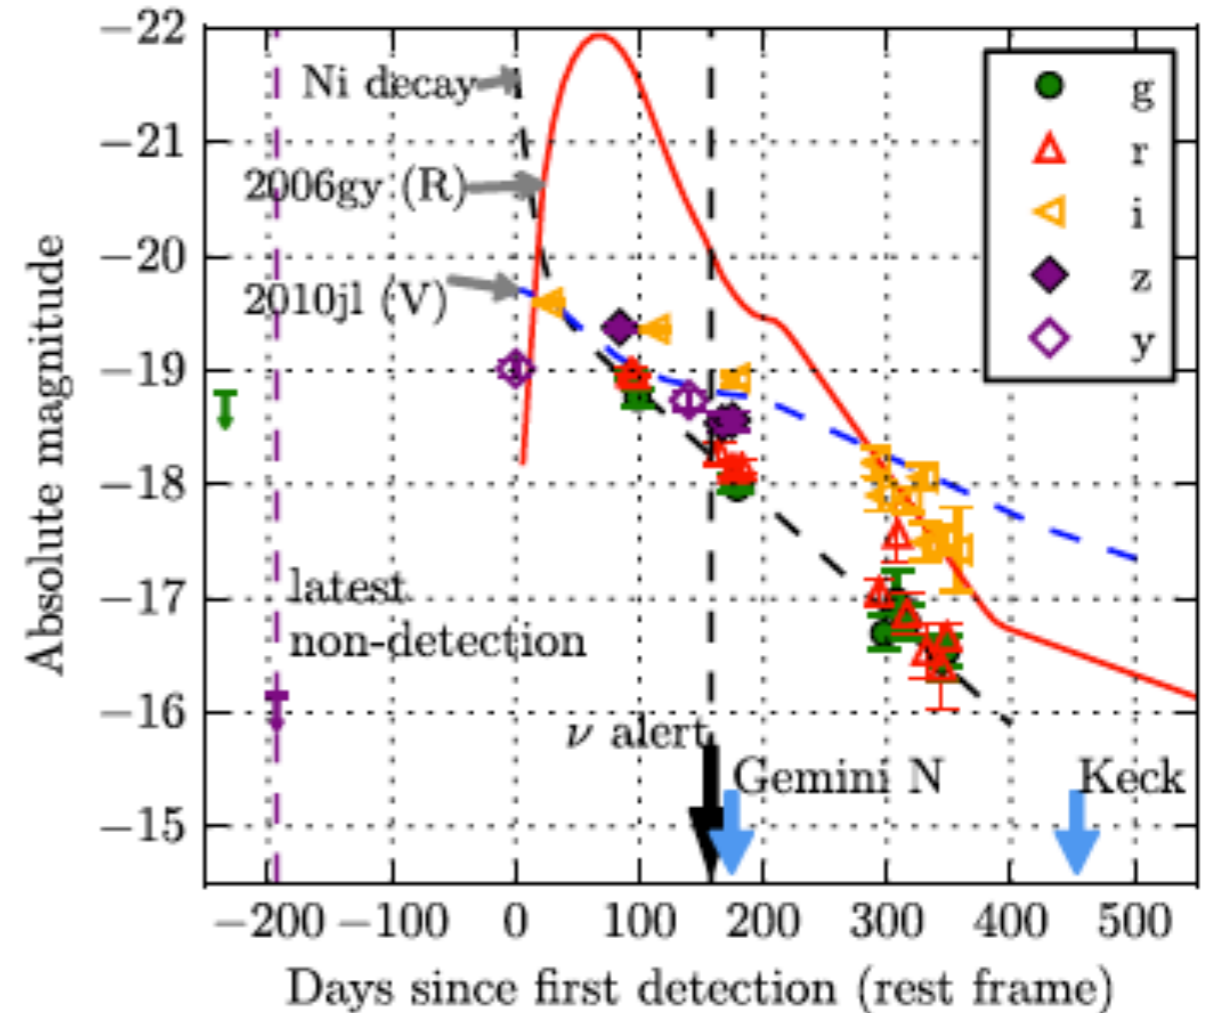 Absolute magnitude
−22
−21
−20
−19
−18
−17
−16
−15
Ni decay
2006gy (R)
2010jl (V)
latest
non-detection
ν alert
Gemini N
Keck
g
r
i
z
y
−200 −100 0 100 200 300 400 500
Days since first detection (rest frame)